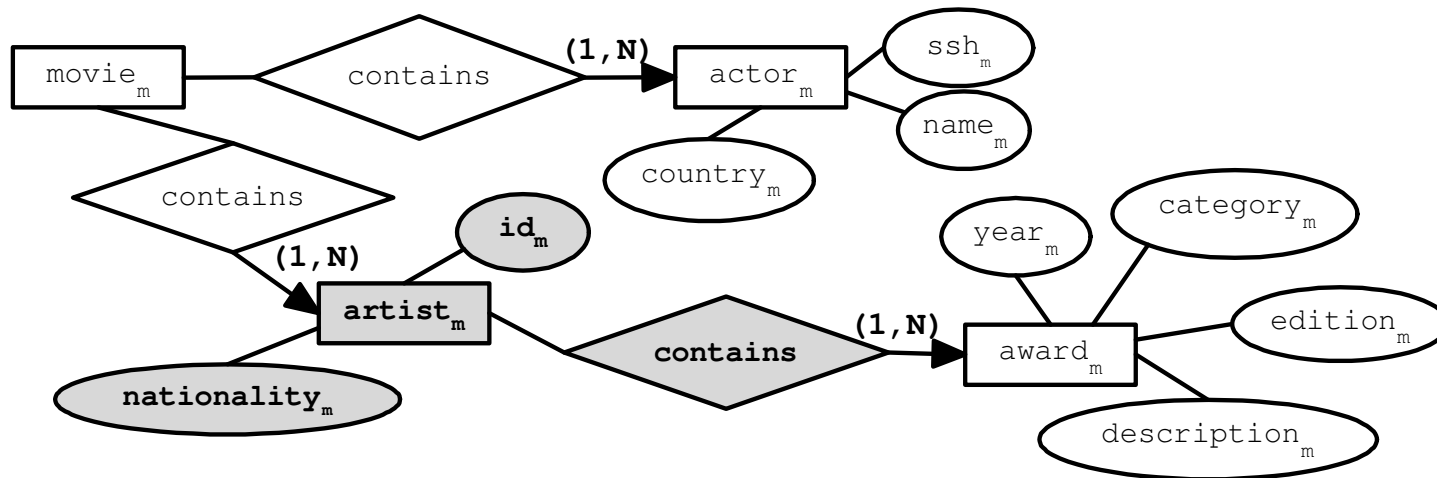 movie_m
contains
(1,N)
actor_m
ssh_m
name_m
country_m
contains
(1,N)
id_m
artist_m
nationality_m
contains
(1,N)
award_m
year_m
category_m
edition_m
description_m